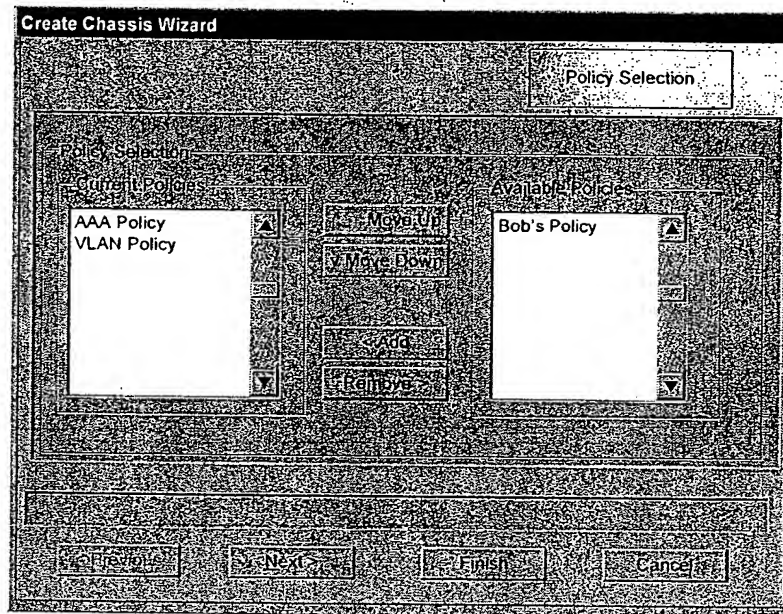 Create Chassis Wizard
Policy Selection
Policy Selection
Current Policies
AAA Policy
VLAN Policy
Move Up
v Move Down
< Add
Remove >
Available Policies
Bob's Policy
< Previous
Next >
Finish
Cancel